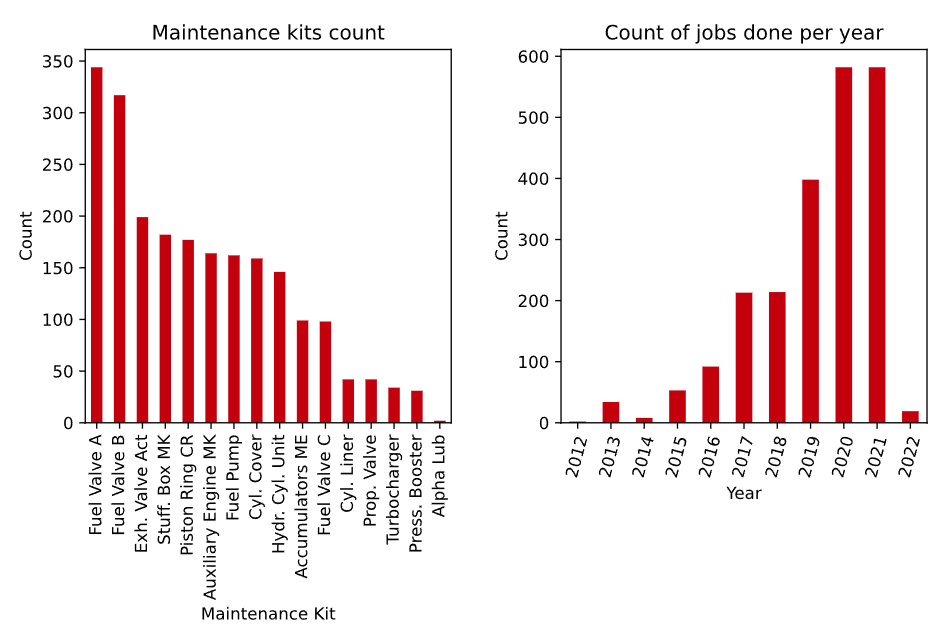 Maintenance kits count
350
300
250
200
150
100
50
0
Count
Fuel Valve A
Fuel Valve B
Exh. Valve Act
Stuff. Box MK
Piston Ring CR
Auxiliary Engine MK
Fuel Pump
Cyl. Cover
Hydr. Cyl. Unit
Accumulators ME
Fuel Valve C
Cyl. Liner
Prop. Valve
Turbocharger
Press. Booster
Alpha Lub
Maintenance Kit
Count of jobs done per year
600
500
400
300
200
100
0
Count
2012
2013
2014
2015
2016
2017
2018
2019
2020
2021
2022
Year